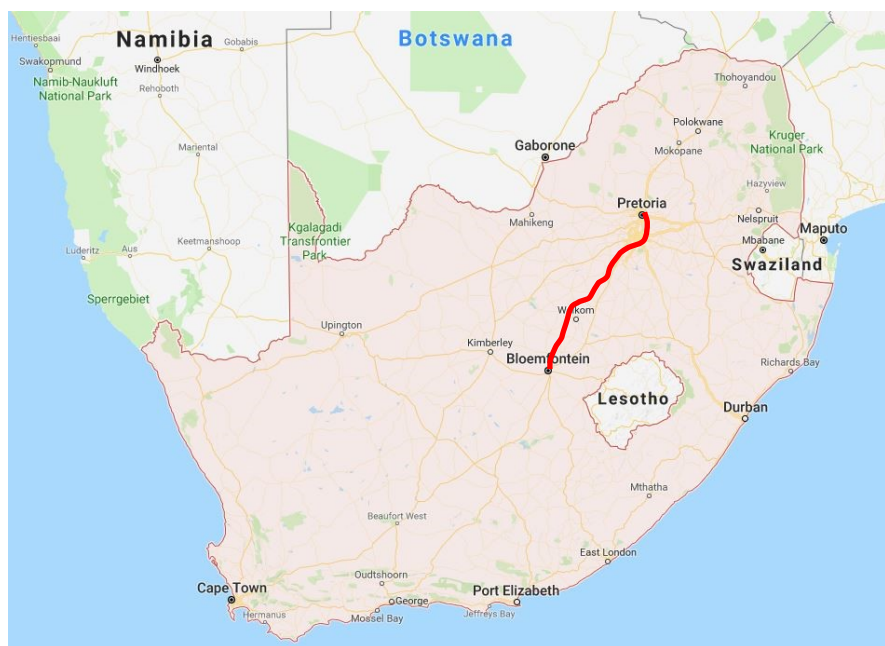 Hentiesbaai
Namibia
Gobabis
Botswana
Swakopmund
Windhoek
Namib-Naukluft
National Park
Rehoboth
Thohoyandou
Polokwane
Kruger
National Park
Mariental
Gaborone
Mokopane
Hazyview
Pretoria
Mahikeng
Nelspruit
Kgalagadi
Transfrontier
Park
Maputo
Luderitz
Aus
Keetmanshoop
Mbabane
Swaziland
Sperrgebiet
Welkom
Upington
Kimberley
Bloemfontein
Richards Bay
Lesotho
Durban
Mthatha
Beaufort West
East London
Oudtshoorn
Cape Town
Port Elizabeth
George
Hermanus
Mossel Bay
Jeffreys Bay